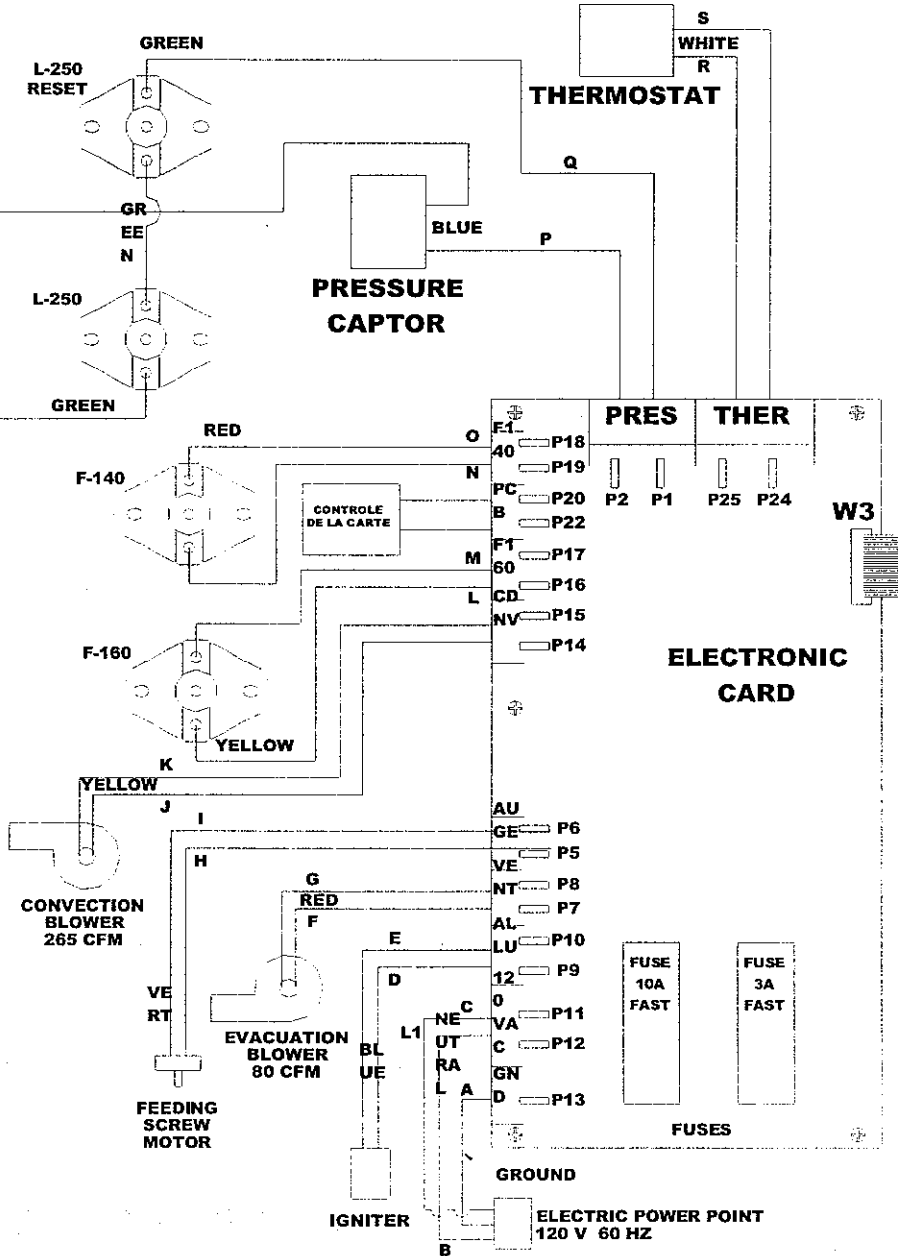 S
GREEN
WHITE
R
L-250
RESET
THERMOSTAT
Q
GR
EE
N
BLUE
P
PRESSURE
CAPTOR
L-250
GREEN
PRES
THER
RED
O
F1
40
P18
F-140
N
P19
PC
B
P20
P22
P2
P1
P25
P24
CONTROLE
DE LA CARTE
W3
M
F1
60
P17
L
P16
CD
NV
P15
P14
F-160
ELECTRONIC
CARD
YELLOW
K
YELLOW
J
I
AU
GE
P6
H
P5
VE
NT
G
P8
RED
F
P7
CONVECTION
BLOWER
265 CFM
E
AL
LU
P10
D
12
0
VA
C
P9
FUSE
10A
FAST
FUSE
3A
FAST
VE
RT
L1
NE
UT
RA
L
C
P11
P12
EVACUATION
BLOWER
80 CFM
BL
UE
A
GN
D
P13
FEEDING
SCREW
MOTOR
FUSES
GROUND
IGNITER
ELECTRIC POWER POINT
120 V 60 HZ
B